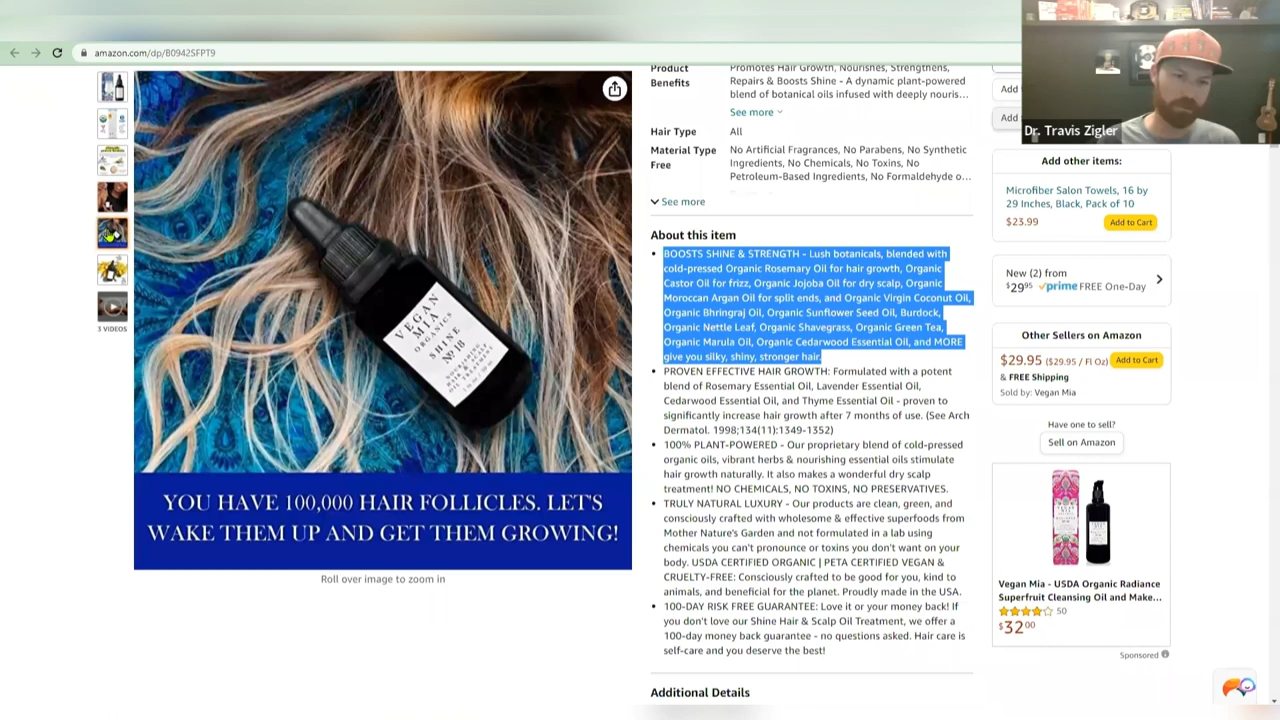 amazon.com/dp/B0942SFPT9
3 VIDEOS
VEGAN
MIA
ORGANICS
SHINE
Nº18
YOU HAVE 100,000 HAIR FOLLICLES. LET'S
WAKE THEM UP AND GET THEM GROWING!
Roll over image to zoom in
Product
Benefits
Promotes Hair Growth, Nourishes, Strengthens,
Repairs & Boosts Shine - A dynamic plant-powered
blend of botanical oils infused with deeply nouris...
See more
Hair Type
All
Material Type
Free
No Artificial Fragrances, No Parabens, No Synthetic
Ingredients, No Chemicals, No Toxins, No
Petroleum-Based Ingredients, No Formaldehyde o...
See more
About this item
BOOSTS SHINE & STRENGTH - Lush botanicals, blended with
cold-pressed Organic Rosemary Oil for hair growth, Organic
Castor Oil for frizz, Organic Jojoba Oil for dry scalp, Organic
Moroccan Argan Oil for split ends, and Organic Virgin Coconut Oil,
Organic Bhringraj Oil, Organic Sunflower Seed Oil, Burdock,
Organic Nettle Leaf, Organic Shavegrass, Organic Green Tea,
Organic Marula Oil, Organic Cedarwood Essential Oil, and MORE
give you silky, shiny, stronger hair.
PROVEN EFFECTIVE HAIR GROWTH: Formulated with a potent
blend of Rosemary Essential Oil, Lavender Essential Oil,
Cedarwood Essential Oil, and Thyme Essential Oil - proven to
significantly increase hair growth after 7 months of use. (See Arch
Dermatol. 1998;134(11):1349-1352)
100% PLANT-POWERED - Our proprietary blend of cold-pressed
organic oils, vibrant herbs & nourishing essential oils stimulate
hair growth naturally. It also makes a wonderful dry scalp
treatment! NO CHEMICALS, NO TOXINS, NO PRESERVATIVES.
TRULY NATURAL LUXURY - Our products are clean, green, and
consciously crafted with wholesome & effective superfoods from
Mother Nature's Garden and not formulated in a lab using
chemicals you can't pronounce or toxins you don't want on your
body. USDA CERTIFIED ORGANIC | PETA CERTIFIED VEGAN &
CRUELTY-FREE: Consciously crafted to be good for you, kind to
animals, and beneficial for the planet. Proudly made in the USA.
100-DAY RISK FREE GUARANTEE: Love it or your money back! If
you don't love our Shine Hair & Scalp Oil Treatment, we offer a
100-day money back guarantee - no questions asked. Hair care is
self-care and you deserve the best!
Additional Details
Add
Add
Dr. Travis Zigler
Add other items:
Microfiber Salon Towels, 16 by
29 Inches, Black, Pack of 10
$23.99
Add to Cart
New (2) from
$2995 prime FREE One-Day
Other Sellers on Amazon
$29.95 ($29.95 / Fl Oz) Add to Cart
& FREE Shipping
Sold by: Vegan Mia
Have one to sell?
Sell on Amazon
Vegan Mia - USDA Organic Radiance
Superfruit Cleansing Oil and Make...
50
$3200
Sponsored